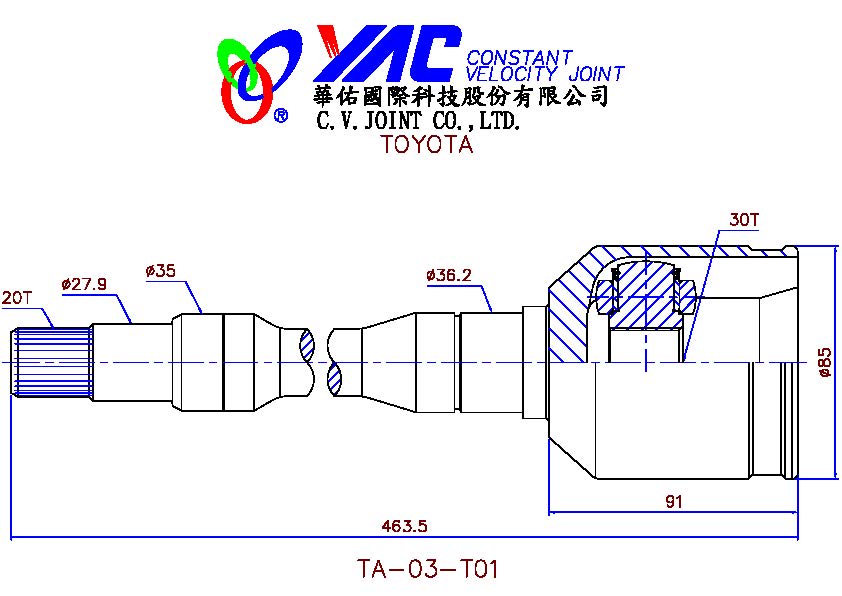 YAC CONSTANT
VELOCITY JOINT
®
華佑國際科技股份有限公司
C.V.JOINT CO.,LTD.
TOYOTA
30T
ø35
ø36.2
ø27.9
20T
ø85
91
463.5
TA-03-T01